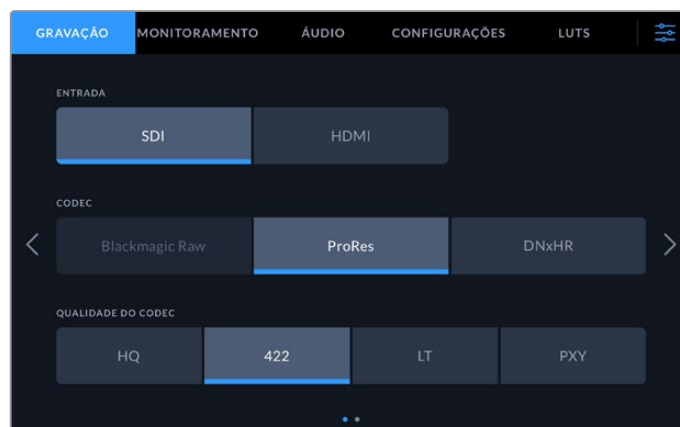 GRAVAÇÃO MONITORAMENTO ÁUDIO CONFIGURAÇÕES LUTS
ENTRADA
SDI HDMI
CODEC
Blackmagic Raw ProRes DNxHR
QUALIDADE DO CODEC
HQ 422 LT PXY